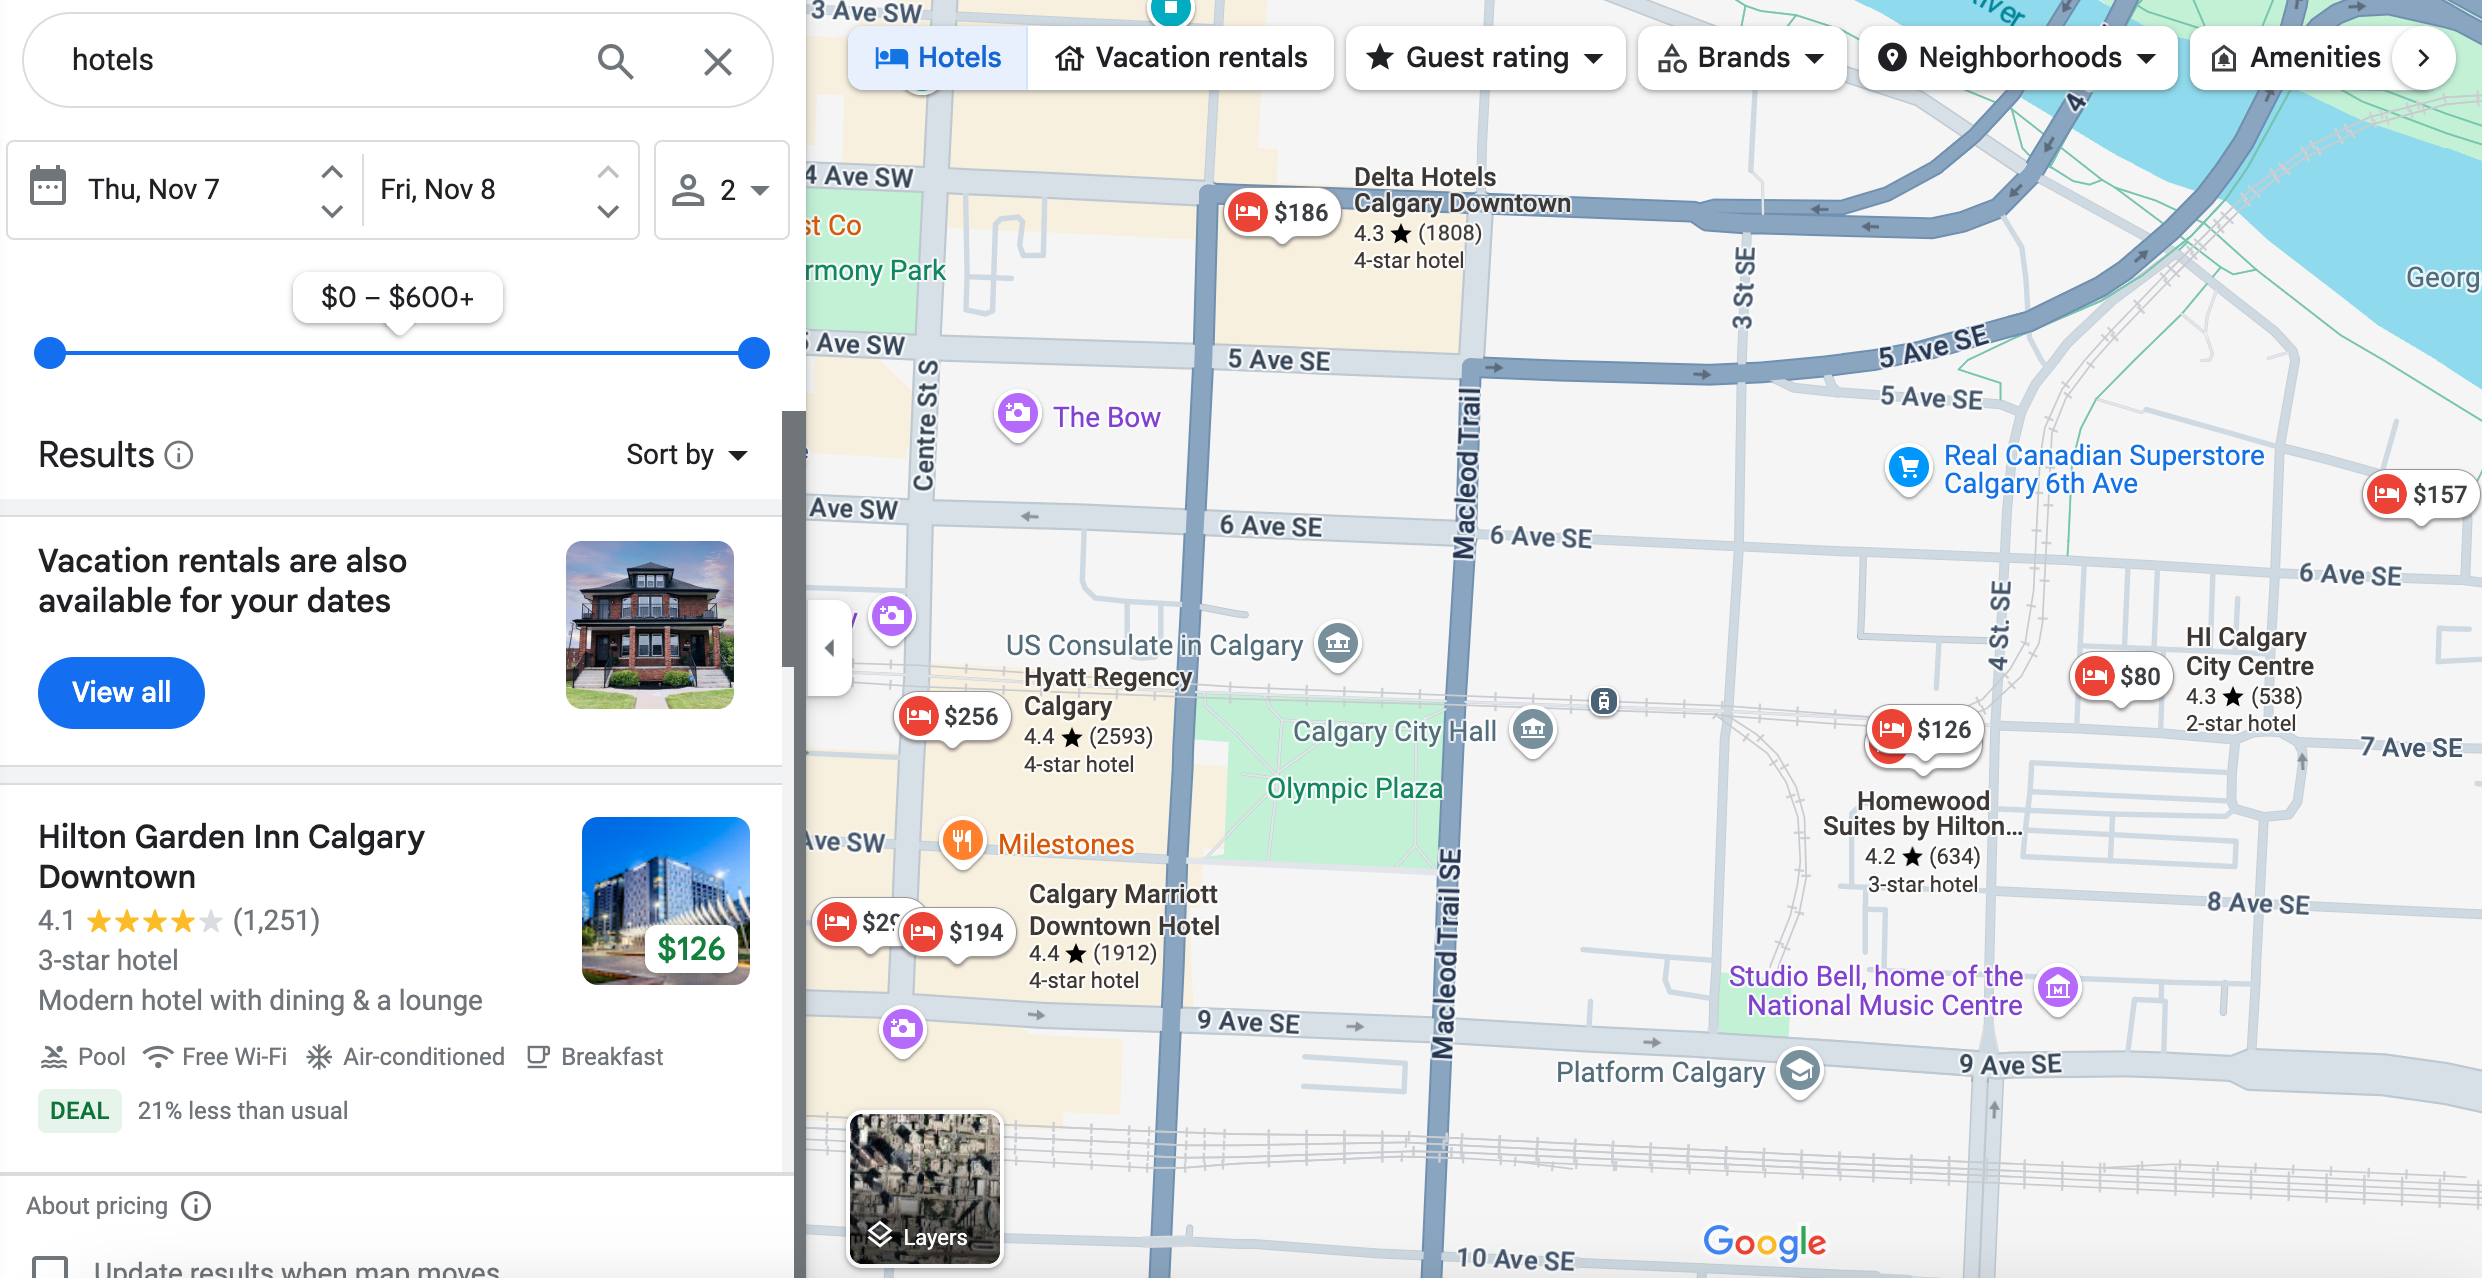 hotels
Thu, Nov 7
Fri, Nov 8
2
$0 – $600+
Results
Sort by
Vacation rentals are also
available for your dates
View all
Hilton Garden Inn Calgary
Downtown
4.1
(1,251)
3-star hotel
Modern hotel with dining & a lounge
$126
Pool
Free Wi-Fi
Air-conditioned
Breakfast
DEAL
21% less than usual
About pricing
Update results when map moves
Hotels
Vacation rentals
Guest rating
Brands
Neighborhoods
Amenities
3 Ave SW
4
4 Ave SW
Delta Hotels
Calgary Downtown
4.3 ★ (1808)
4-star hotel
$186
st Co
rmony Park
Georg
3 St SE
5 Ave SW
5 Ave SE
5 Ave SE
5 Ave SE
Centre St S
The Bow
Macleod Trail
Real Canadian Superstore
Calgary 6th Ave
$157
Ave SW
6 Ave SE
6 Ave SE
6 Ave SE
4 St. SE
US Consulate in Calgary
Hyatt Regency
Calgary
4.4 ★ (2593)
4-star hotel
$256
HI Calgary
City Centre
4.3 ★ (538)
2-star hotel
$80
Calgary City Hall
Olympic Plaza
$126
7 Ave SE
Homewood
Suites by Hilton...
4.2 ★ (634)
3-star hotel
Ave SW
Milestones
Calgary Marriott
Downtown Hotel
4.4 ★ (1912)
4-star hotel
$29
$194
8 Ave SE
Macleod Trail SE
Studio Bell, home of the
National Music Centre
9 Ave SE
Platform Calgary
9 Ave SE
Layers
Google
10 Ave SE